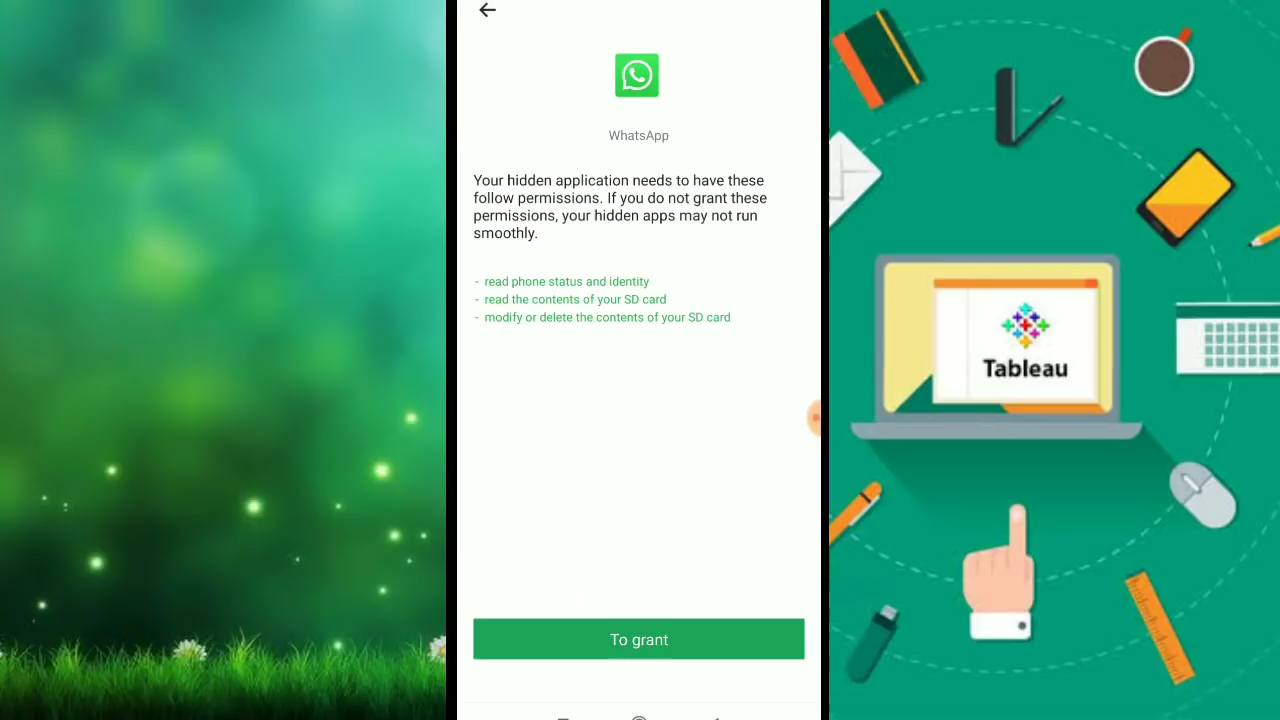 WhatsApp
Your hidden application needs to have these
follow permissions. If you do not grant these
permissions, your hidden apps may not run
smoothly.
- read phone status and identity
- read the contents of your SD card
- modify or delete the contents of your SD card
To grant
Tableau